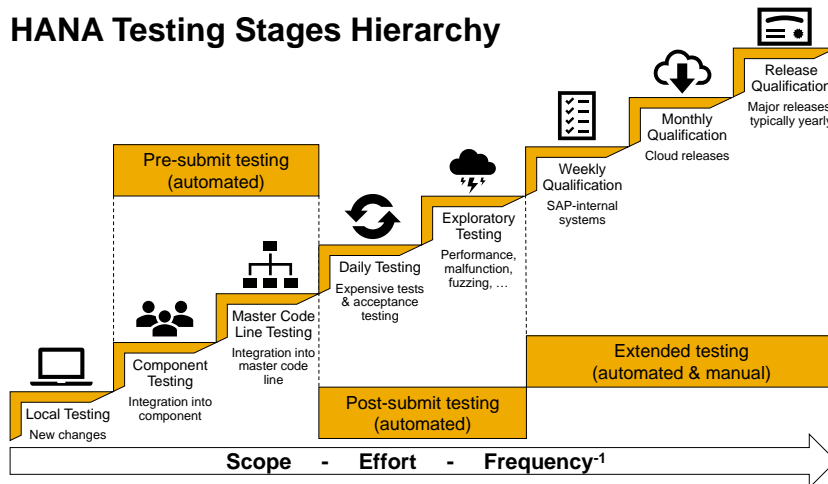 HANA Testing Stages Hierarchy
Release
Qualification
Major releases,
typically yearly
Monthly
Qualification
Cloud releases
Weekly
Qualification
SAP-internal
systems
Pre-submit testing
(automated)
Exploratory
Testing
Performance,
malfunction,
fuzzing, ...
Daily Testing
Expensive tests
& acceptance
testing
Master Code
Line Testing
Integration into
master code
line
Component
Testing
Integration into
component
Local Testing
New changes
Extended testing
(automated & manual)
Post-submit testing
(automated)
Scope - Effort - Frequency⁻¹